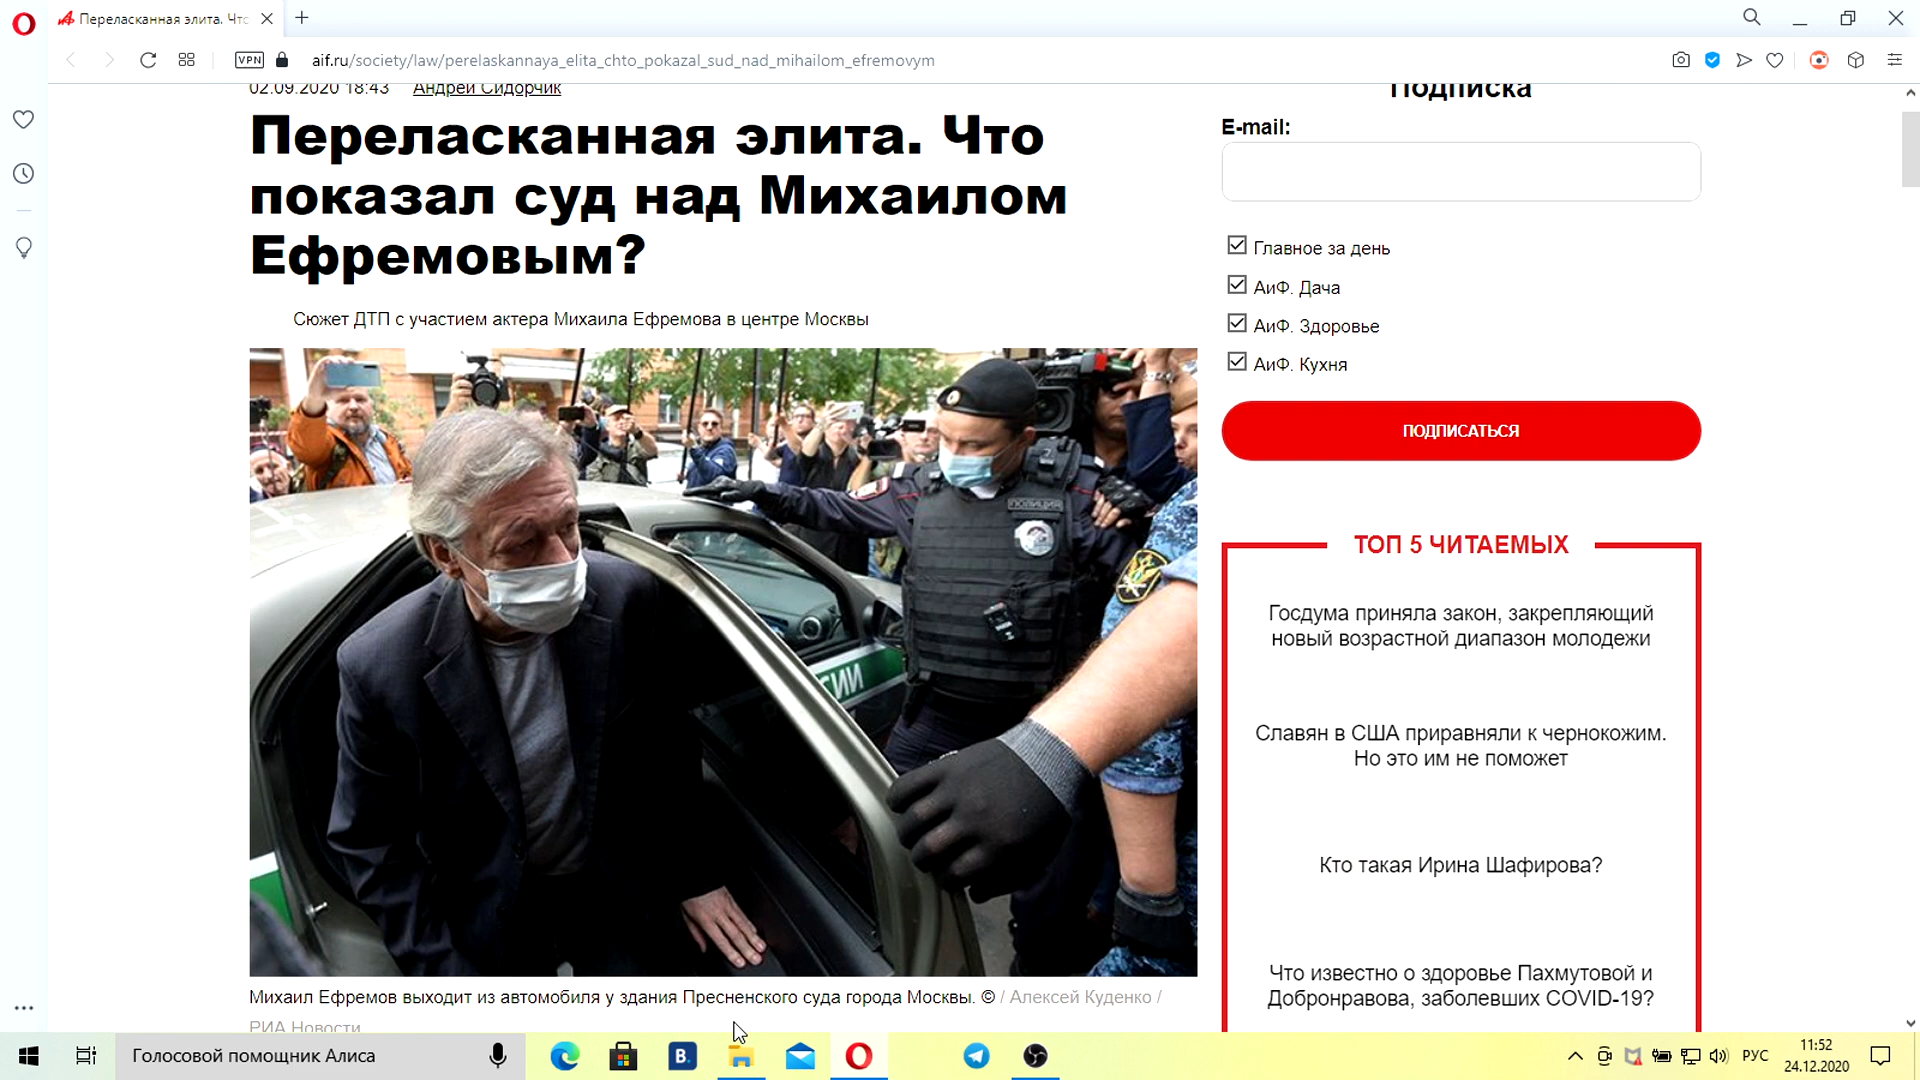 Переласканная элита. Чтс
VPN
aif.ru/society/law/perelaskannaya_elita_chto_pokazal_sud_nad_mihailom_efremovym
02.09.2020 18:43 Андрей Сидорчик
Переласканная элита. Что
показал суд над Михаилом
Ефремовым?
Сюжет ДТП с участием актера Михаила Ефремова в центре Москвы
ПОЛИЦИЯ
ИИ
Михаил Ефремов выходит из автомобиля у здания Пресненского суда города Москвы. © / Алексей Куденко /
РИА Новости
Подписка
E-mail:
Главное за день
АиФ. Дача
АиФ. Здоровье
АиФ. Кухня
ПОДПИСАТЬСЯ
ТОП 5 ЧИТАЕМЫХ
Госдума приняла закон, закрепляющий
новый возрастной диапазон молодежи
Славян в США приравняли к чернокожим.
Но это им не поможет
Кто такая Ирина Шафирова?
Что известно о здоровье Пахмутовой и
Добронравова, заболевших COVID-19?
Голосовой помощник Алиса
B.
РУС
11:52
24.12.2020